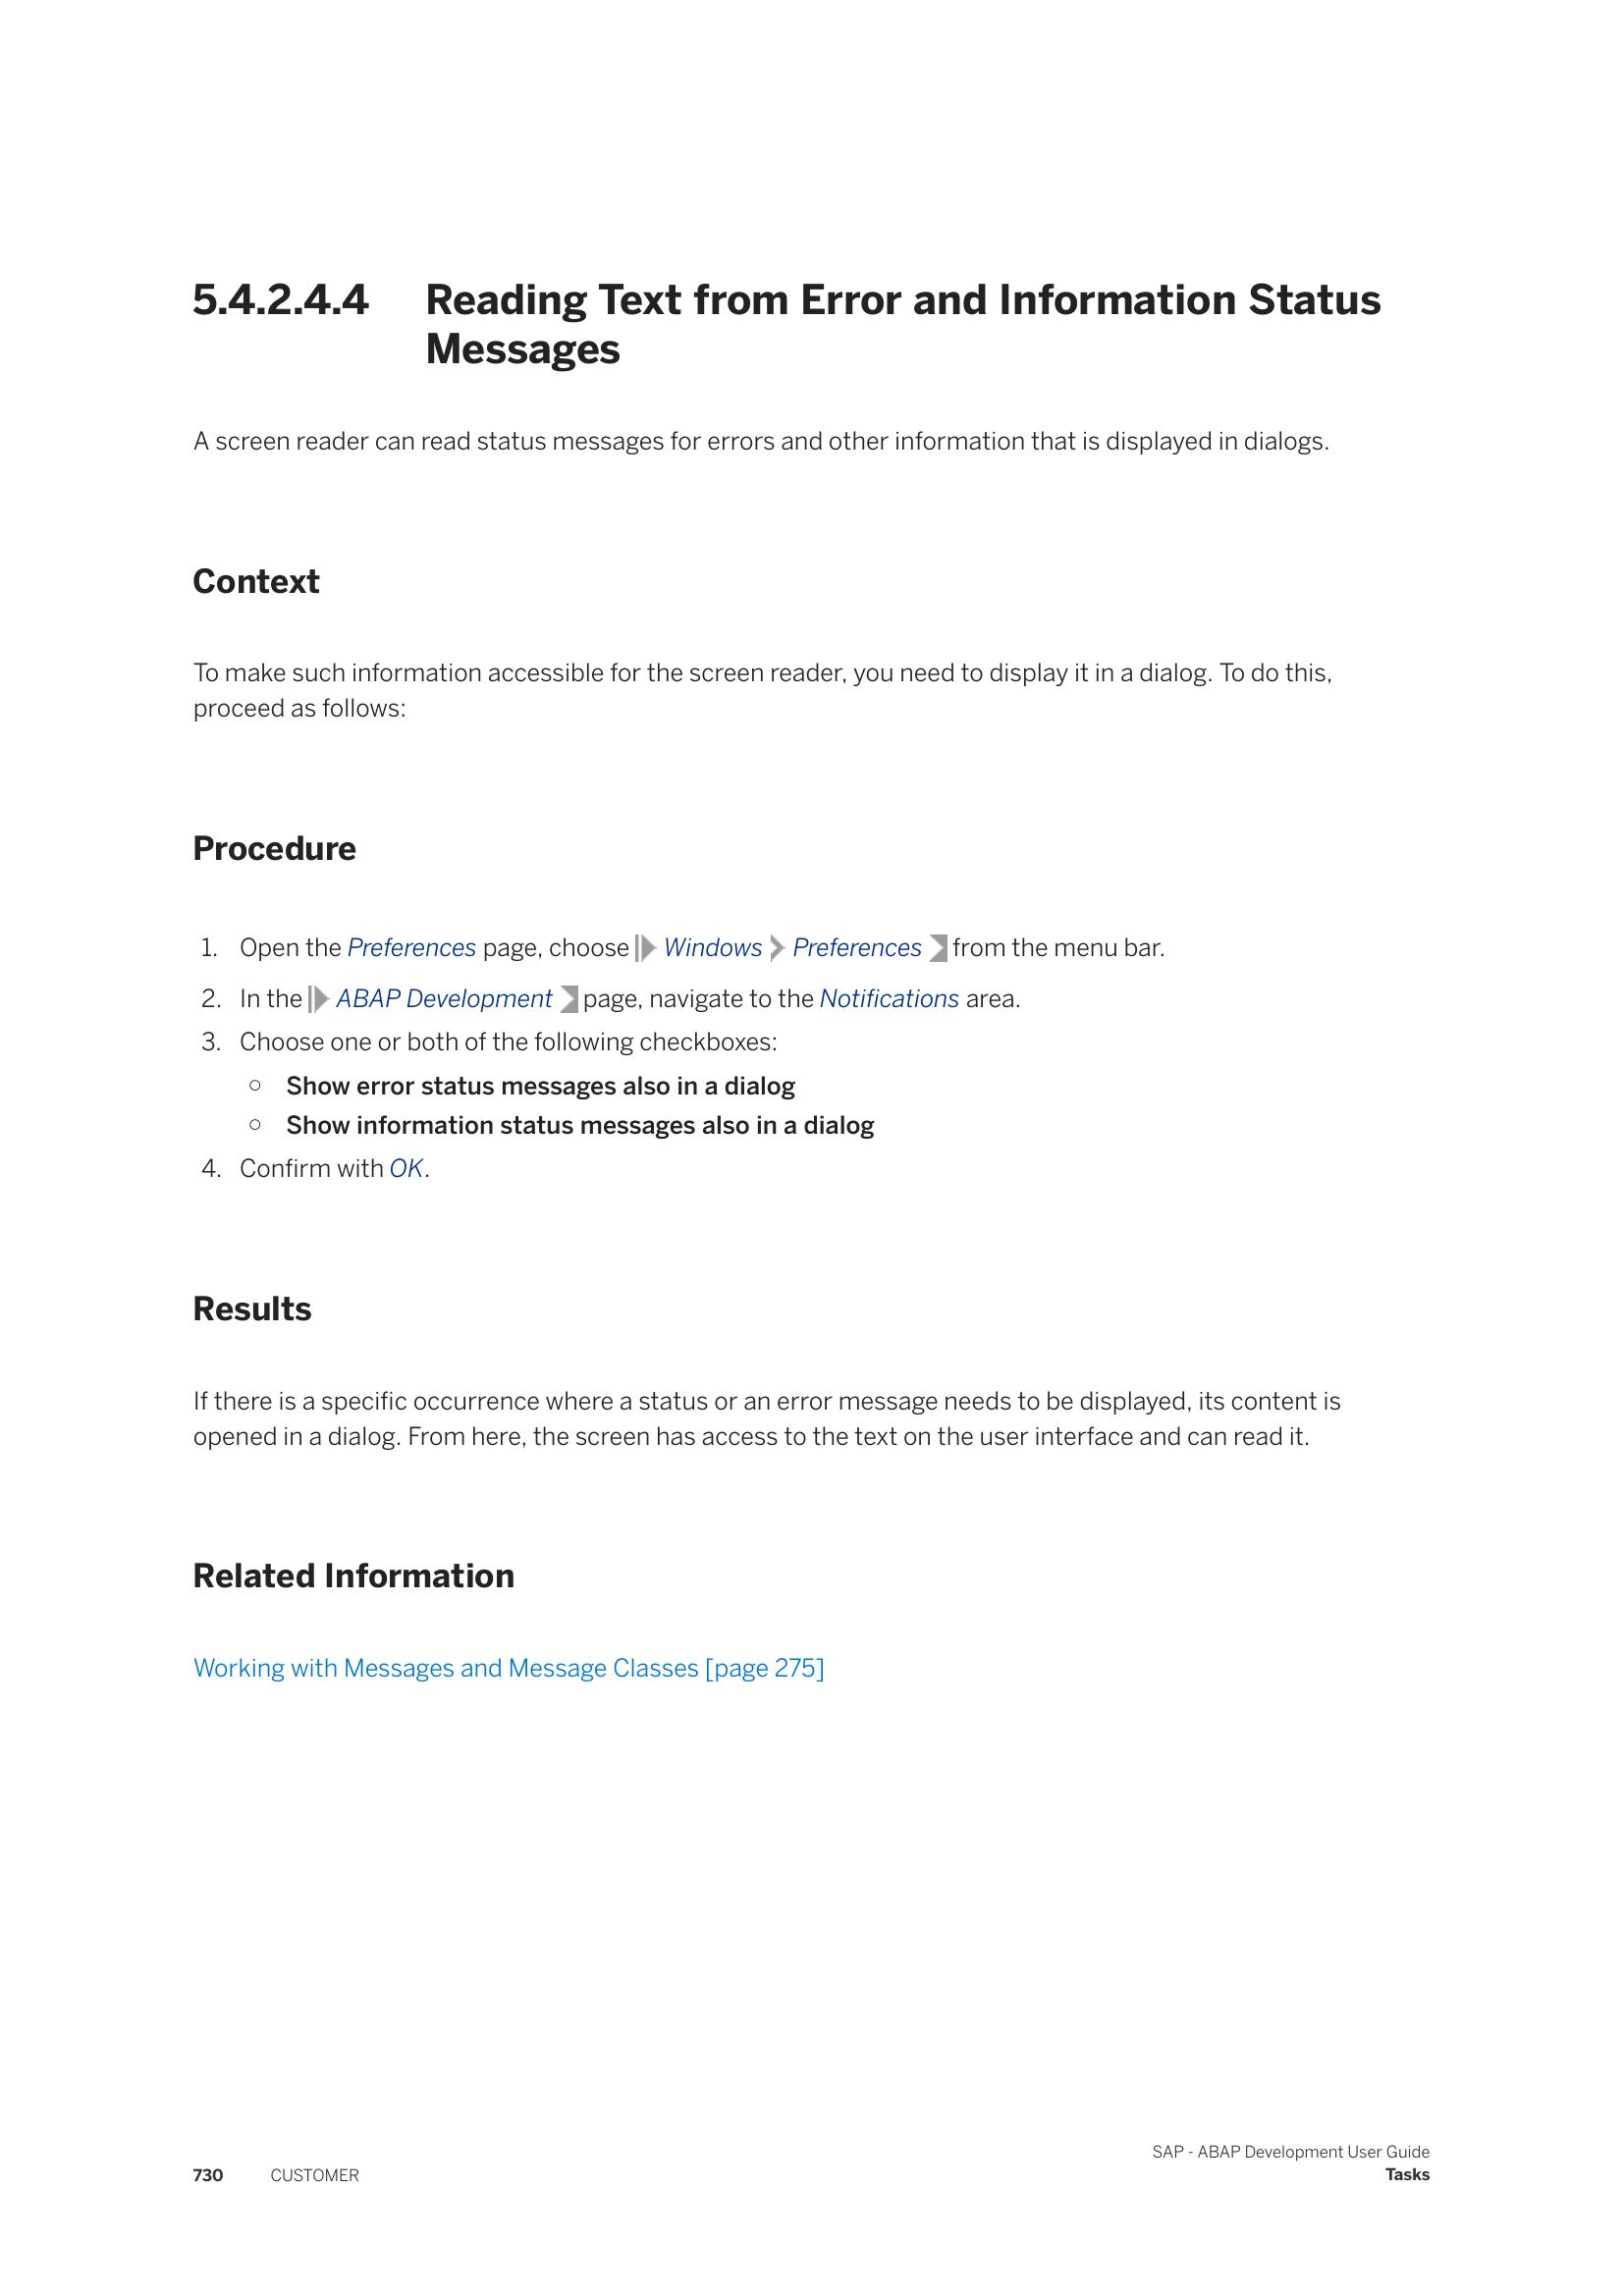 5.4.2.4.4 Reading Text from Error and Information Status
Messages
A screen reader can read status messages for errors and other information that is displayed in dialogs.
Context
To make such information accessible for the screen reader, you need to display it in a dialog. To do this,
proceed as follows:
Procedure
1. Open the Preferences page, choose Windows Preferences from the menu bar.
2. In the ABAP Development page, navigate to the Notifications area.
3. Choose one or both of the following checkboxes:
○ Show error status messages also in a dialog
○ Show information status messages also in a dialog
4. Confirm with OK.
Results
If there is a specific occurrence where a status or an error message needs to be displayed, its content is
opened in a dialog. From here, the screen has access to the text on the user interface and can read it.
Related Information
Working with Messages and Message Classes [page 275]
SAP - ABAP Development User Guide
730 CUSTOMER Tasks